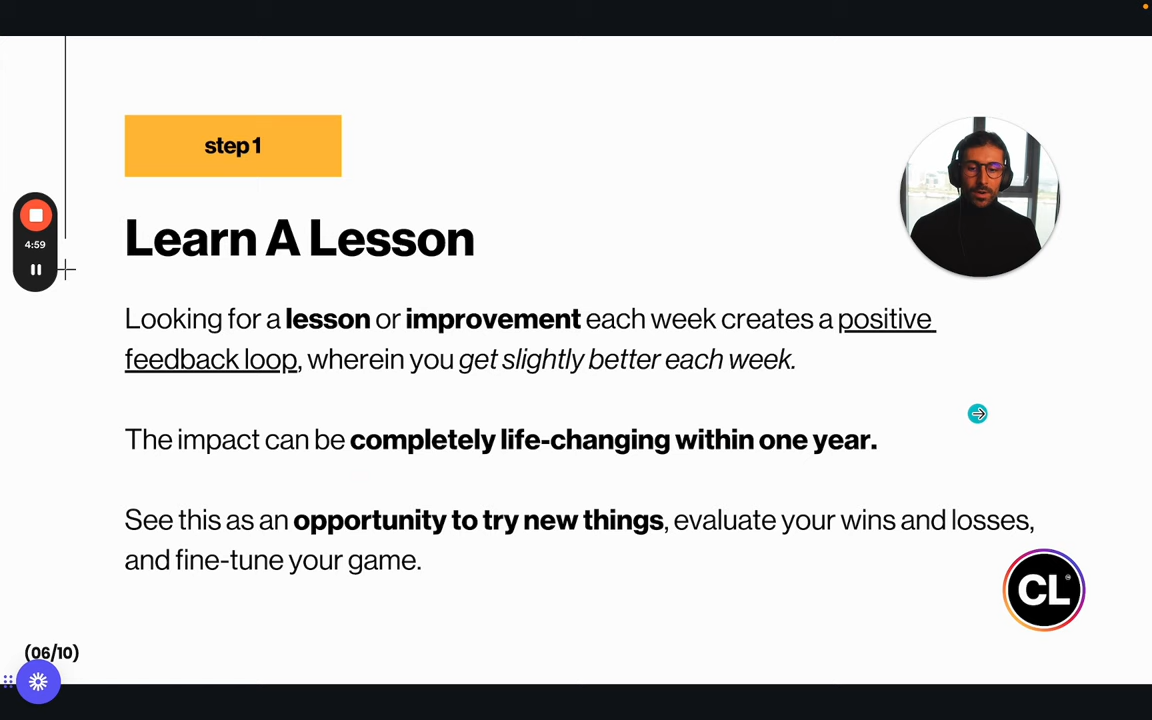 step 1
4:59
Learn A Lesson
Looking for a lesson or improvement each week creates a positive
feedback loop, wherein you get slightly better each week.
The impact can be completely life-changing within one year.
See this as an opportunity to try new things, evaluate your wins and losses,
and fine-tune your game.
CL
(06/10)